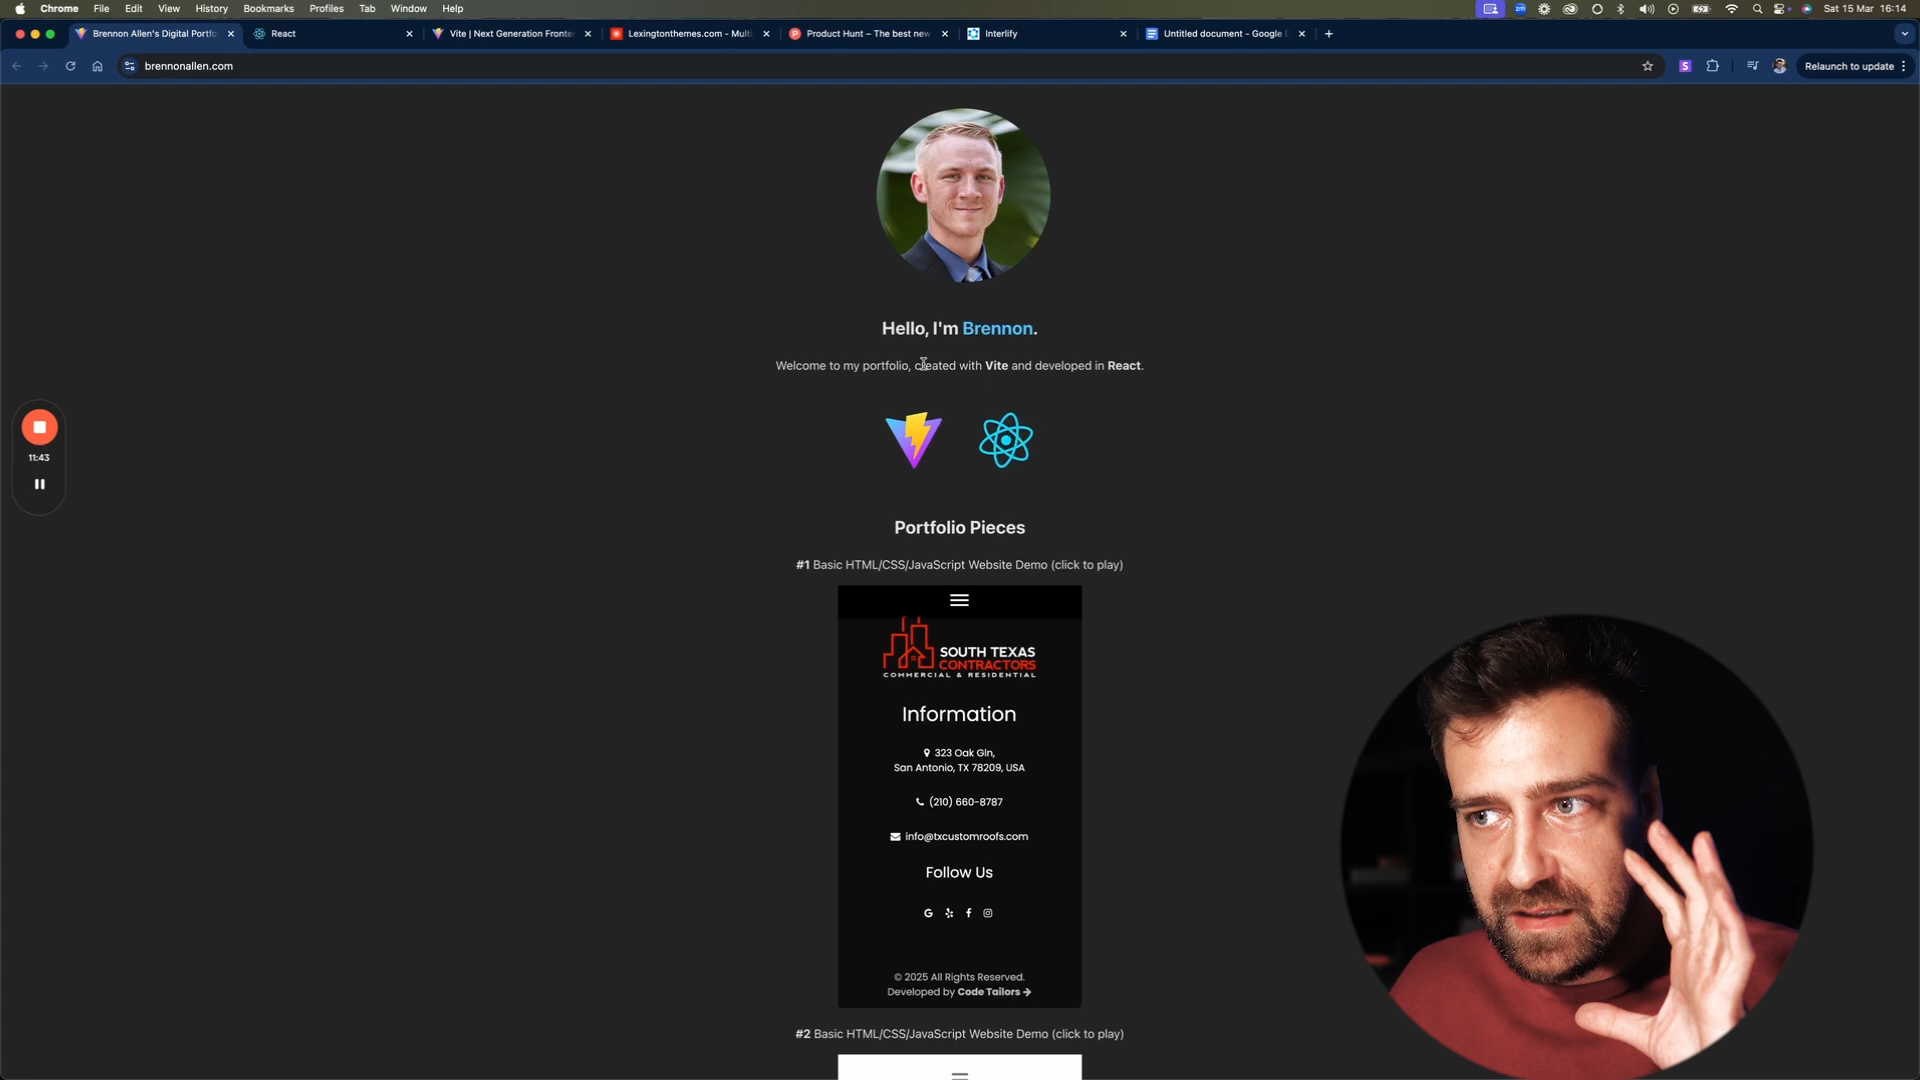 Chrome File Edit View History Bookmarks Profiles Tab Window Help
zm
Sat 15 Mar 16:14
Brennon Allen's Digital Portfo
React
Vite | Next Generation Fronte
Lexingtonthemes.com - Mult
Product Hunt – The best new
Interlify
Untitled document - Google D
brennonallen.com
S
Relaunch to update
Hello, I'm Brennon.
Welcome to my portfolio, created with Vite and developed in React.
11:43
Portfolio Pieces
#1 Basic HTML/CSS/JavaScript Website Demo (click to play)
SOUTH TEXAS
CONTRACTORS
COMMERCIAL & RESIDENTIAL
Information
323 Oak Gln,
San Antonio, TX 78209, USA
(210) 660-8787
info@txcustomroofs.com
Follow Us
© 2025 All Rights Reserved.
Developed by Code Tailors →
#2 Basic HTML/CSS/JavaScript Website Demo (click to play)